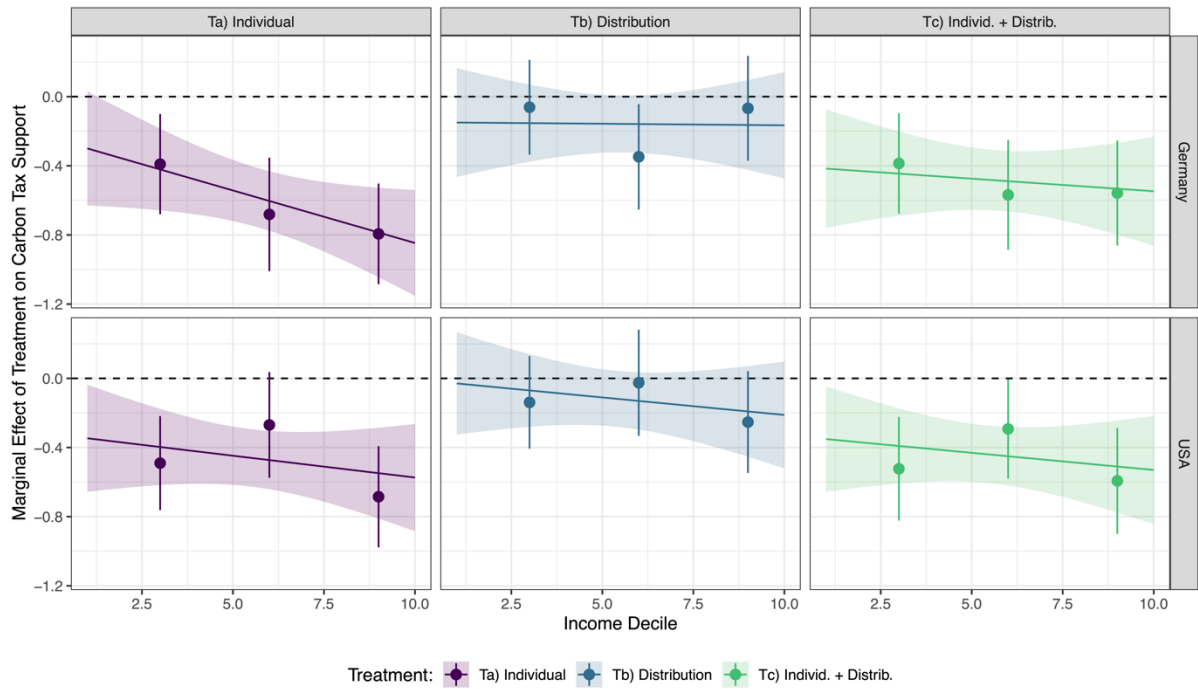 Ta) Individual
Tb) Distribution
Tc) Individ. + Distrib.
Marginal Effect of Treatment on Carbon Tax Support
0.0
−0.4
−0.8
−1.2
Germany
0.0
−0.4
−0.8
−1.2
USA
2.5 5.0 7.5 10.0
2.5 5.0 7.5 10.0
2.5 5.0 7.5 10.0
Income Decile
Treatment: Ta) Individual Tb) Distribution Tc) Individ. + Distrib.